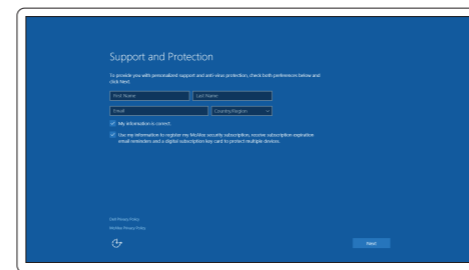 Support and Protection
To provide you with personalized support and anti-virus protection, check both preferences below and
click Next.
First Name
Last Name
Email
Country/Region
My information is correct.
Use my information to register my McAfee security subscription, receive subscription expiration
email reminders and a digital subscription key card to protect multiple devices.
Dell Privacy Policy
McAfee Privacy Policy
Next